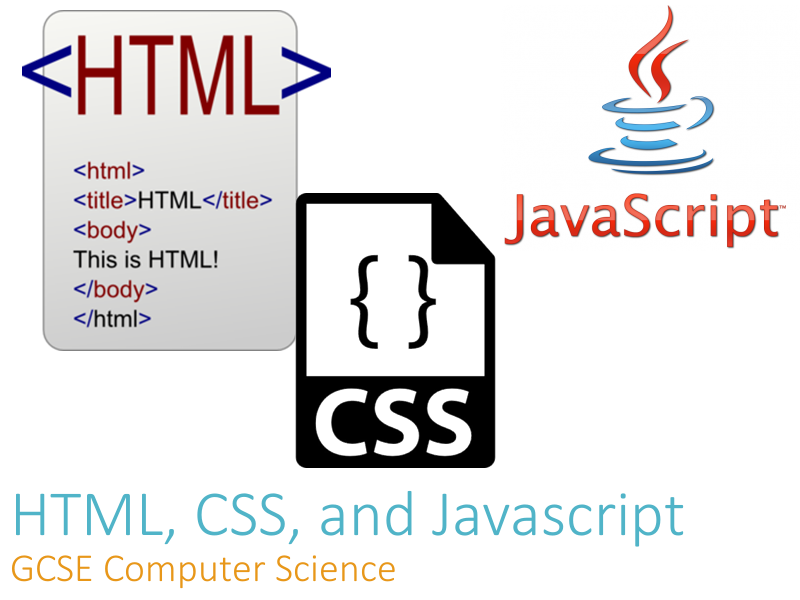 <HTML>
<html>
<title>HTML</title>
<body>
This is HTML!
</body>
</html>
JavaScript™
{ }
CSS
HTML, CSS, and Javascript
GCSE Computer Science